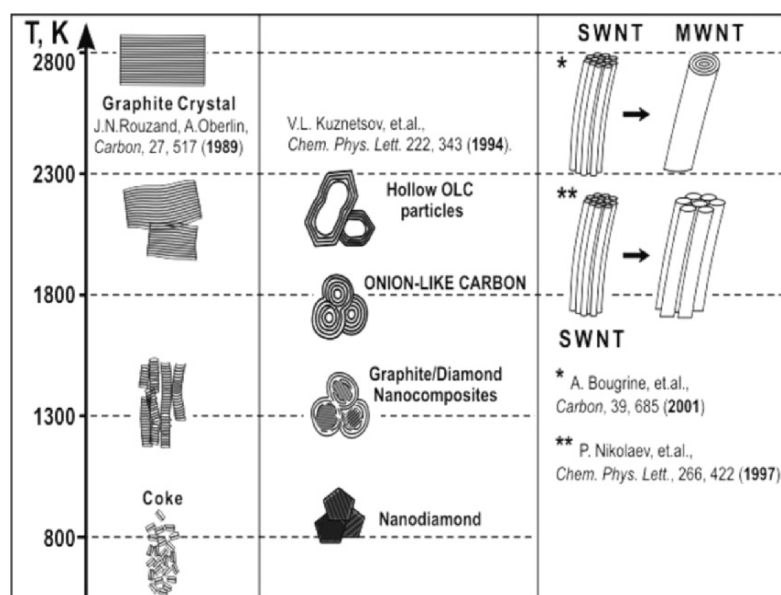 T, K
2800
2300
1800
1300
800
Graphite Crystal
J.N.Rouzand, A.Oberlin,
Carbon, 27, 517 (1989)
Coke
V.L. Kuznetsov, et.al.,
Chem. Phys. Lett. 222, 343 (1994).
Hollow OLC
particles
ONION-LIKE CARBON
Graphite/Diamond
Nanocomposites
Nanodiamond
SWNT MWNT
*
**
SWNT
* A. Bougrine, et.al.,
Carbon, 39, 685 (2001)
** P. Nikolaev, et.al.,
Chem. Phys. Lett., 266, 422 (1997)